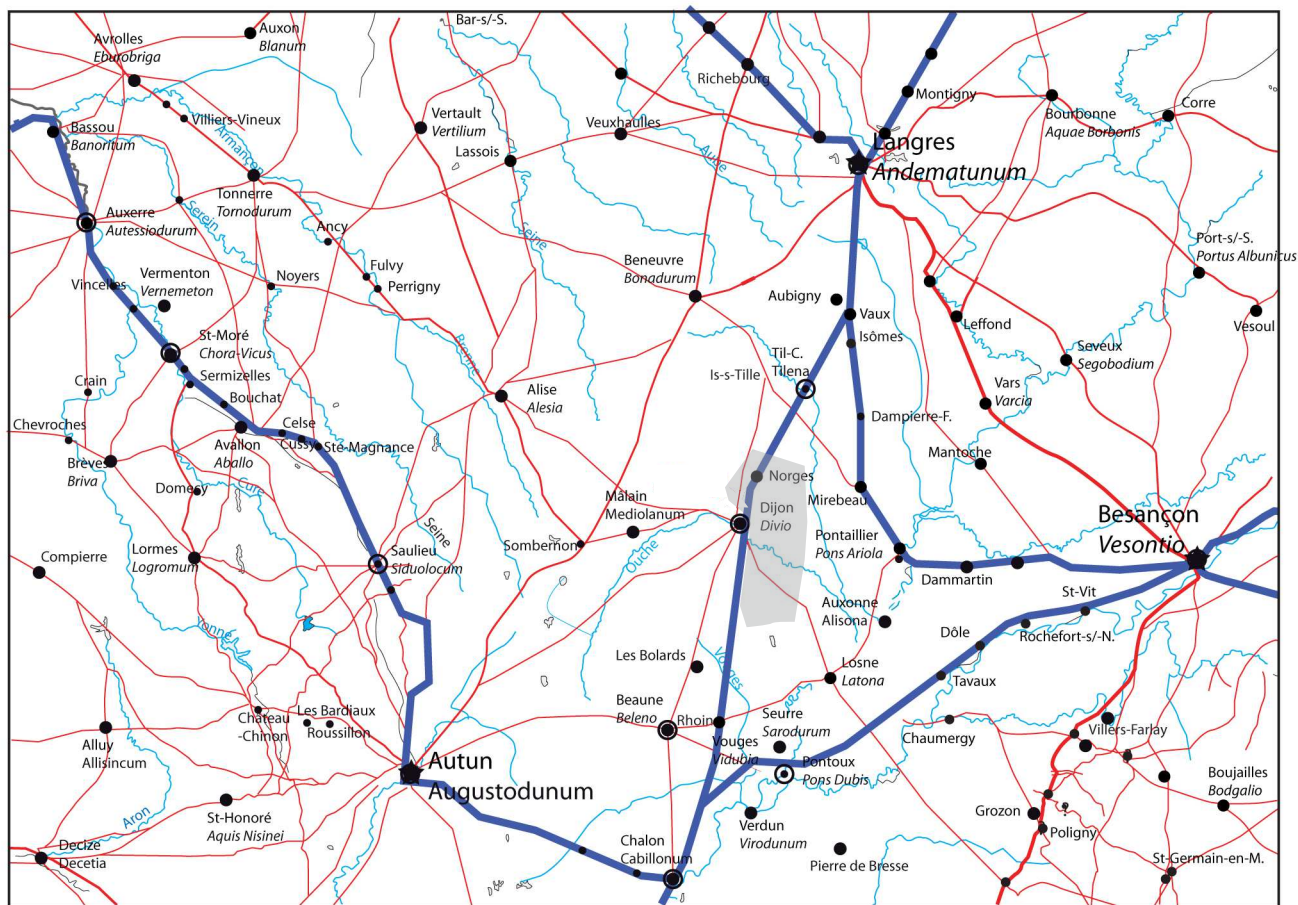 Bar-s/-S.
Auxon
Blanum
Avrolles
Eburobriga
Richebourg
Montigny
Corre
Bourbonne
Aquae Borbonis
Villiers-Vineux
Vertault
Vertilium
Veuxhaulles
Bassou
Banoritum
Armançon
Lassois
Aube
Langres
Andematunum
Tonnerre
Tornodurum
Auxerre
Autessiodurum
Serein
Ancy
Seine
Port-s/-S.
Portus Albunicus
Beneuvre
Bonadurum
Fulvy
Perrigny
Noyers
Vermenton
Vernemeton
Vincelles
Aubigny
Vaux
Leffond
Vesoul
St-Moré
Chora-Vicus
Brenne
Isômes
Til-C.
Tilena
Is-s-Tille
Seveux
Segobodium
Sermizelles
Crain
Bouchat
Alise
Alesia
Vars
Varcia
Chevroches
Celse
Cussy
Ste-Magnance
Dampierre-F.
Avallon
Aballo
Mantoche
Brèves
Briva
Domecy
Cure
Norges
Mirebeau
Mâlain
Mediolanum
Dijon
Divio
Besançon
Vesontio
Seine
Pontaillier
Pons Ariola
Sombernon
Ouche
Compierre
Lormes
Logromum
Saulieu
Siduolocum
Dammartin
St-Vit
Auxonne
Alisona
Rochefort-s/-N.
Yonne
Dôle
Les Bolards
Vouges
Losne
Latona
Tavaux
Beaune
Beleno
Rhoin
Seurre
Sarodurum
Château
-Chinon
Les Bardiaux
Roussillon
Chaumergy
Villers-Farlay
Alluy
Allisincum
Vouges
Vidubia
Pontoux
Pons Dubis
Autun
Augustodunum
Boujailles
Bodgalio
St-Honoré
Aquis Nisinei
Aron
Verdun
Virodunum
Grozon
?
Poligny
Decize
Decetia
Chalon
Cabillonum
Pierre de Bresse
St-Germain-en-M.